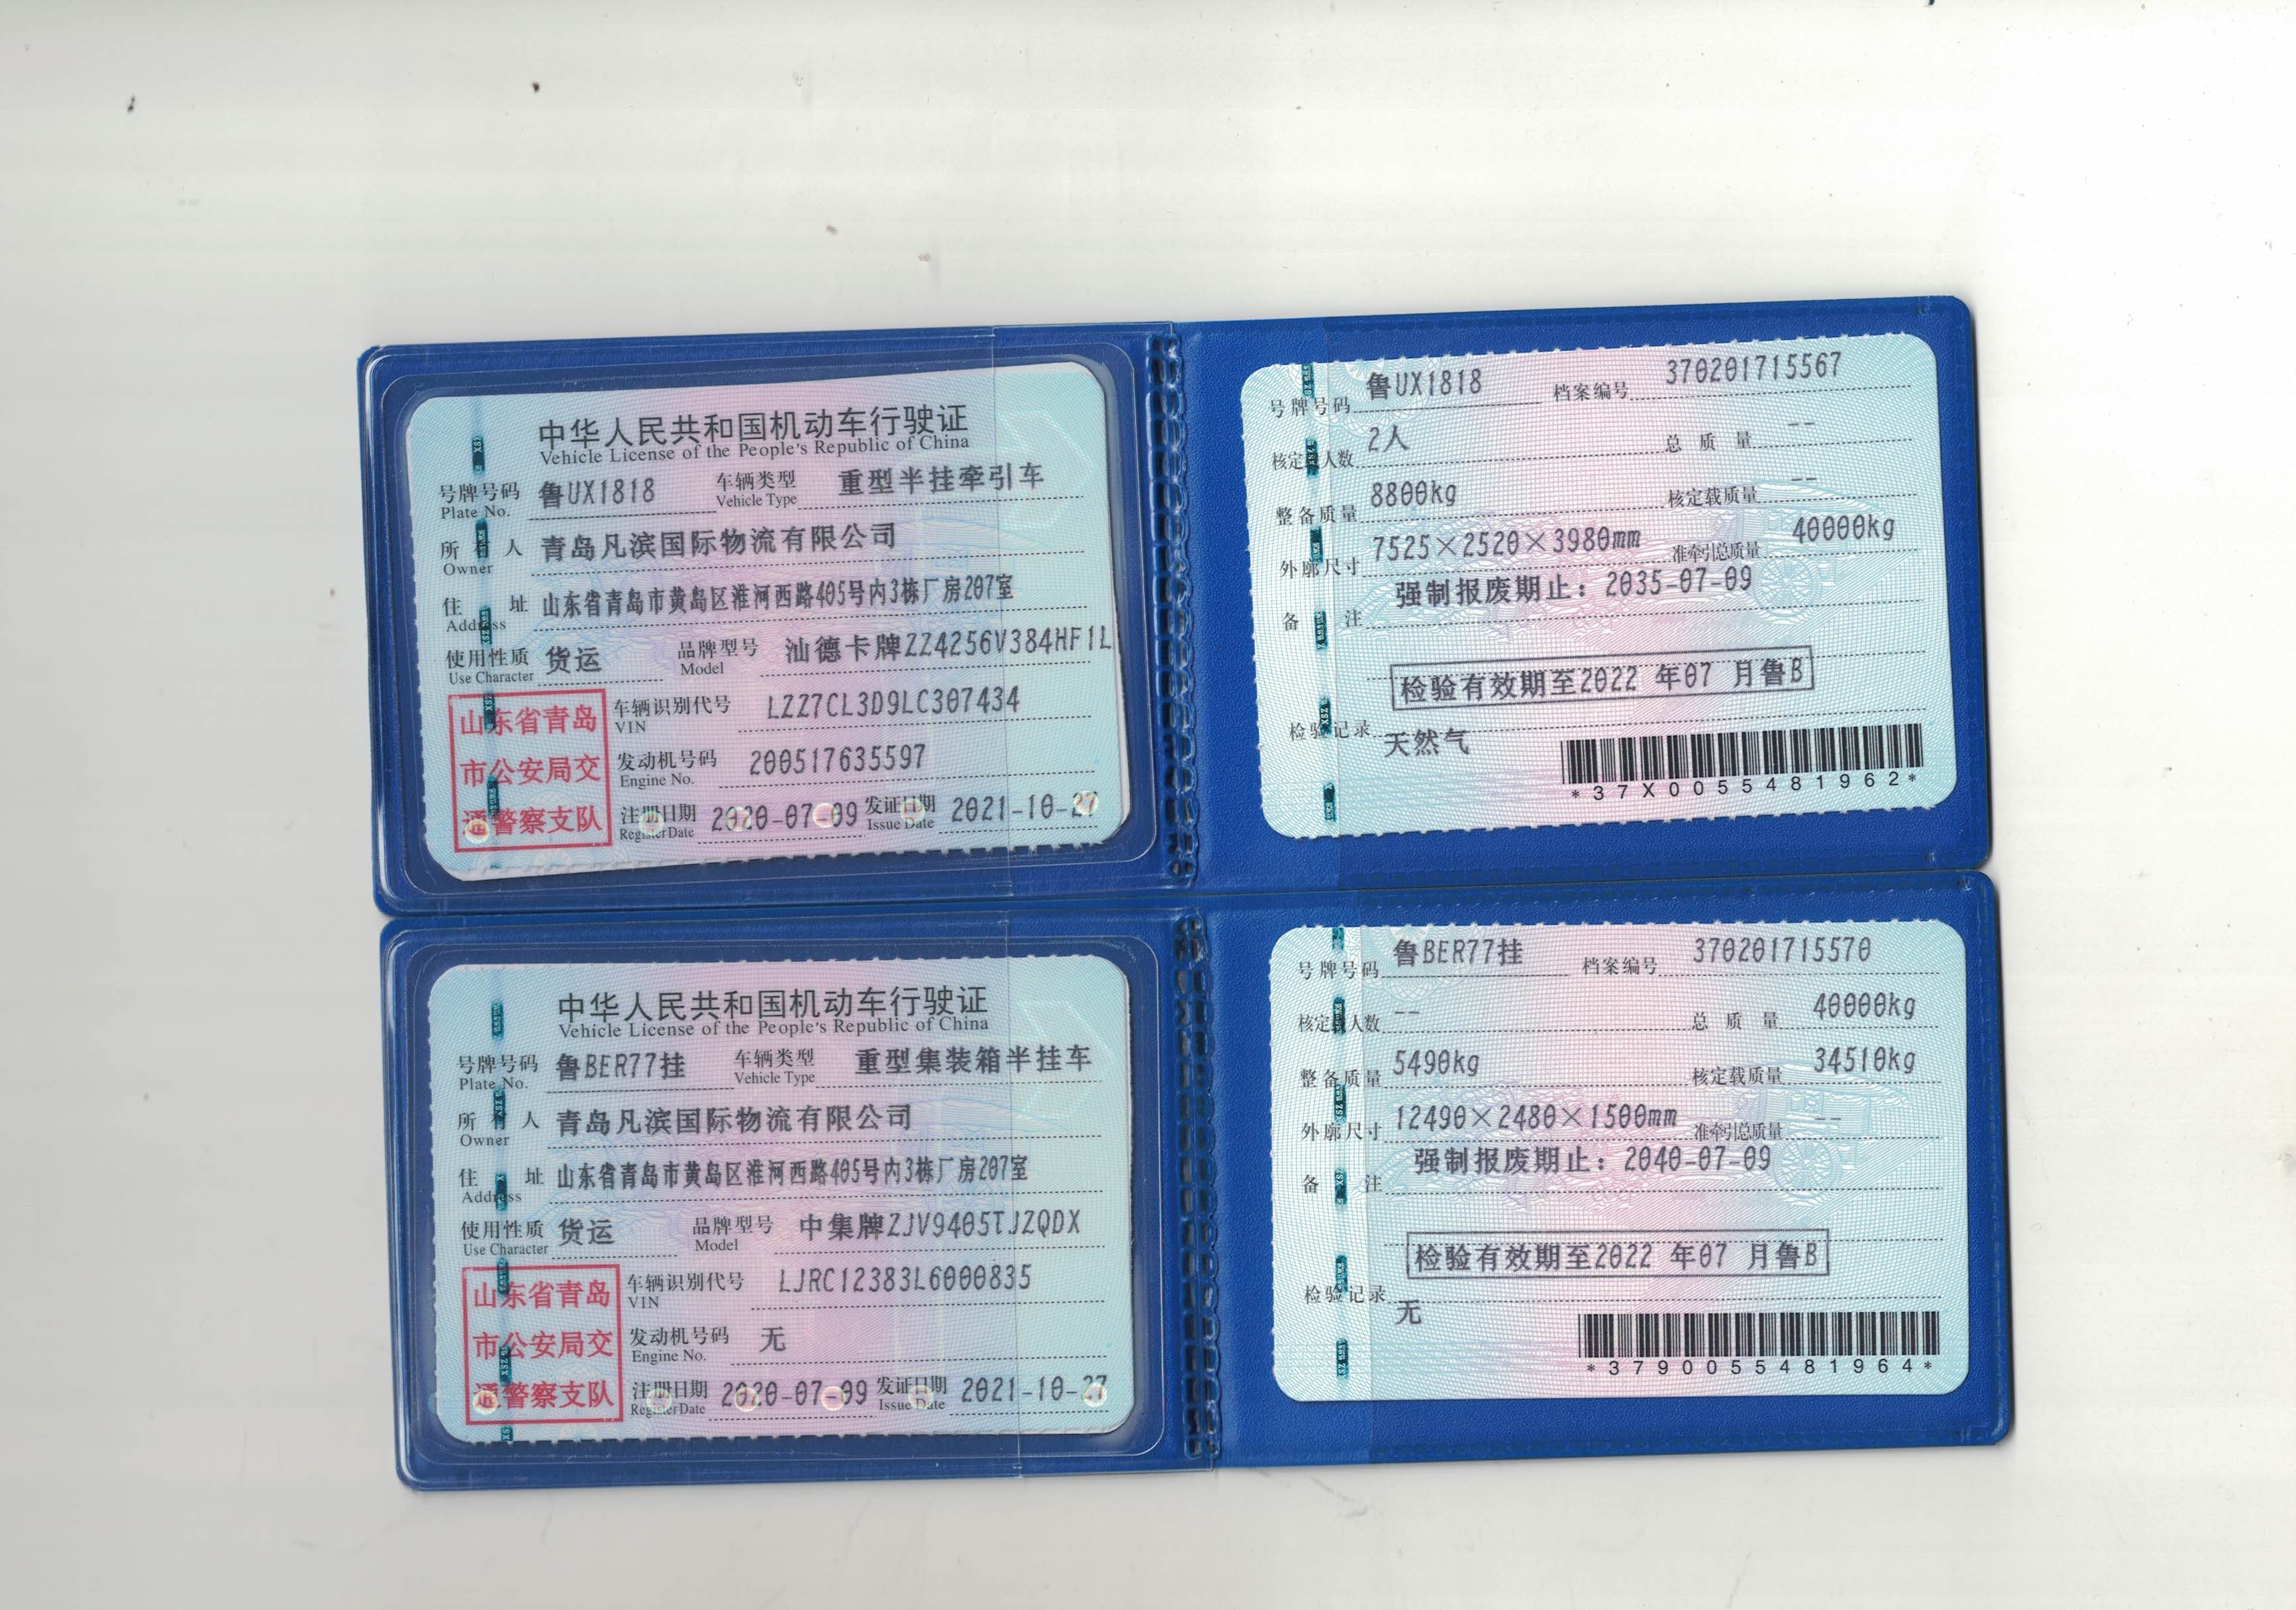 中华人民共和国机动车行驶证
Vehicle License of the People's Republic of China
号牌号码 鲁UX1818 车辆类型 重型半挂牵引车
Plate No. Vehicle Type
所有人 青岛凡滨国际物流有限公司
Owner
住址 山东省青岛市黄岛区淮河西路405号内3栋厂房207室
Address
使用性质 货运 品牌型号 汕德卡牌ZZ4256V384HF1L
Use Character Model
山东省青岛
市公安局交
通警察支队
车辆识别代号 LZZ7CL3D9LC307434
VIN
发动机号码 200517635597
Engine No.
注册日期 2020-07-09 发证日期 2021-10-27
Register Date Issue Date
号牌号码 鲁UX1818 档案编号 370201715567
核定载人数 2人 总质量 --
整备质量 8800kg 核定载质量 --
外廓尺寸 7525×2520×3980mm 准牵引总质量 40000kg
备注 强制报废期止：2035-07-09
检验有效期至2022 年07 月鲁B
检验记录 天然气
*37X0055481962*
中华人民共和国机动车行驶证
Vehicle License of the People's Republic of China
号牌号码 鲁BER77挂 车辆类型 重型集装箱半挂车
Plate No. Vehicle Type
所有人 青岛凡滨国际物流有限公司
Owner
住址 山东省青岛市黄岛区淮河西路405号内3栋厂房207室
Address
使用性质 货运 品牌型号 中集牌ZJV9405TJZQDX
Use Character Model
山东省青岛
市公安局交
通警察支队
车辆识别代号 LJRC12383L6000835
VIN
发动机号码 无
Engine No.
注册日期 2020-07-09 发证日期 2021-10-27
Register Date Issue Date
号牌号码 鲁BER77挂 档案编号 370201715570
核定载人数 -- 总质量 40000kg
整备质量 5490kg 核定载质量 34510kg
外廓尺寸 12490×2480×1500mm 准牵引总质量 --
备注 强制报废期止：2040-07-09
检验有效期至2022 年07 月鲁B
检验记录 无
*3790055481964*